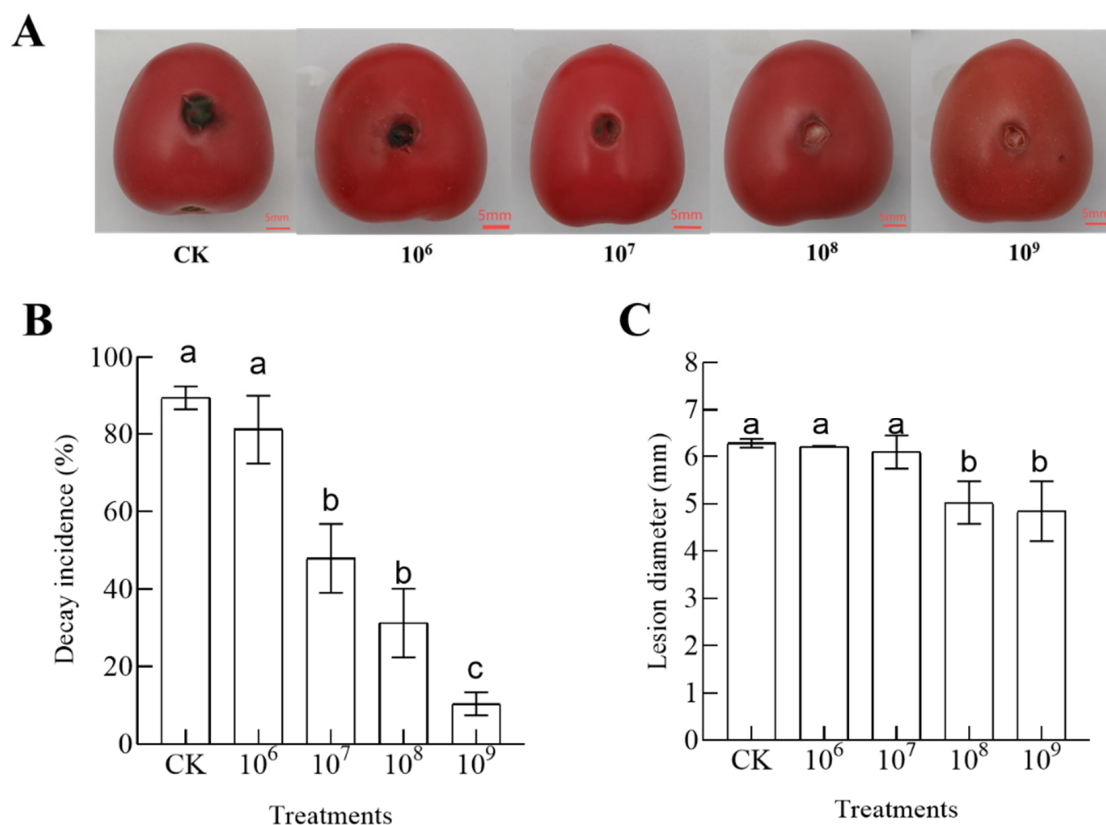 A
5mm 5mm 5mm 5mm 5mm
CK 10⁶ 10⁷ 10⁸ 10⁹
B
Decay incidence (%)
100
80
60
40
20
0
a a b b c
CK 10⁶ 10⁷ 10⁸ 10⁹
Treatments
C
Lesion diameter (mm)
8
7
6
5
4
3
2
1
0
a a a b b
CK 10⁶ 10⁷ 10⁸ 10⁹
Treatments